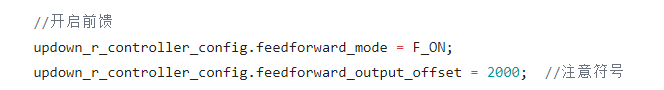 //开启前馈
updown_r_controller_config.feedforward_mode = F_ON;
updown_r_controller_config.feedforward_output_offset = 2000;  //注意符号